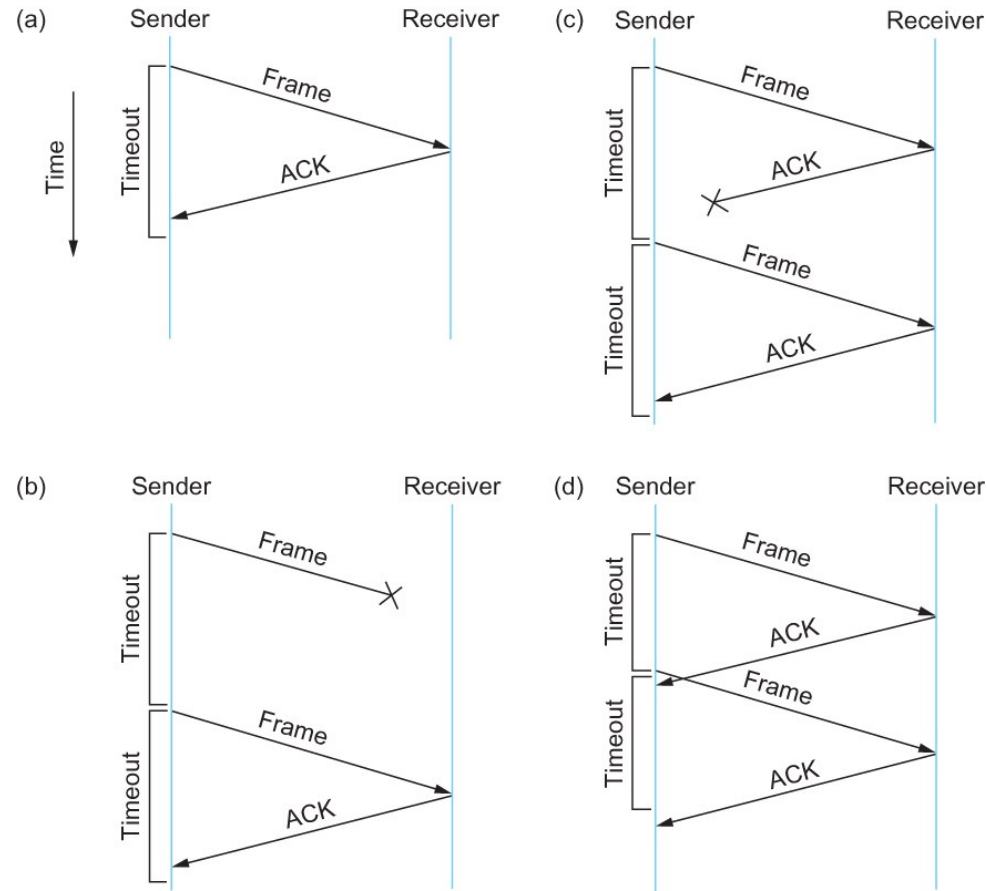 (a)
Sender
Receiver
Time
Timeout
Frame
ACK
(c)
Sender
Receiver
Timeout
Frame
ACK
Timeout
Frame
ACK
(b)
Sender
Receiver
Timeout
Frame
Timeout
Frame
ACK
(d)
Sender
Receiver
Timeout
Frame
ACK
Timeout
Frame
ACK